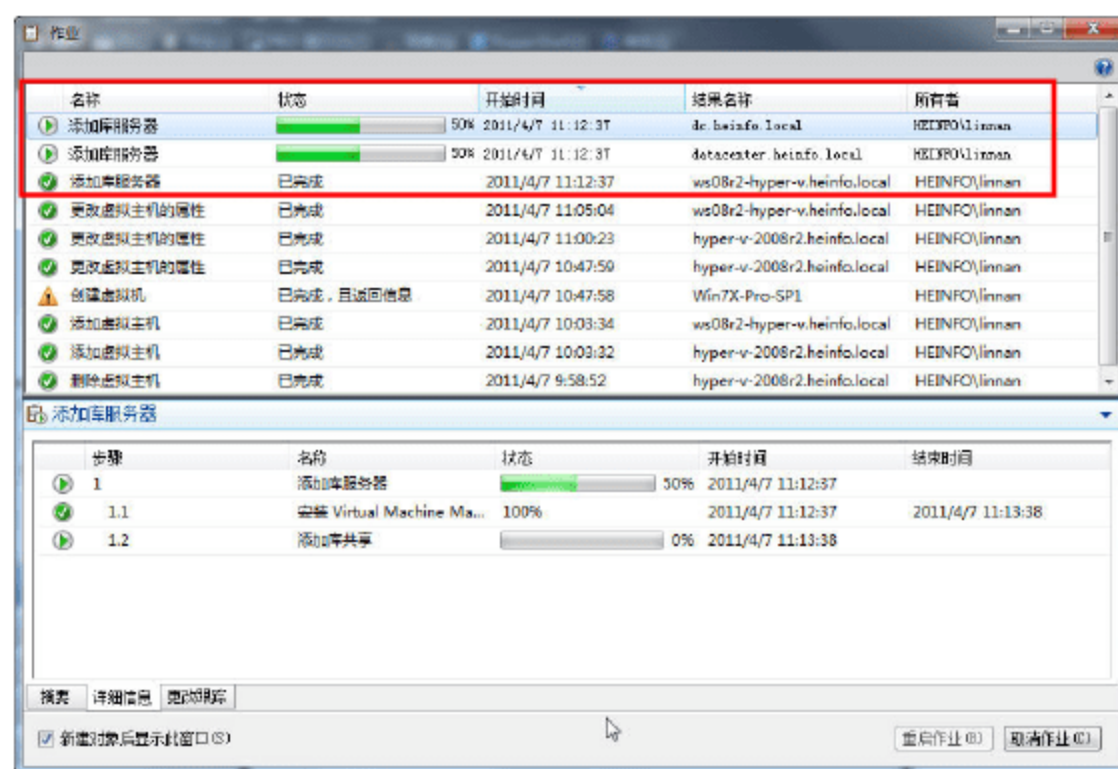 作业
名称 状态 开始时间 结果名称 所有者
添加库服务器 50% 2011/4/7 11:12:37 dc.heinfo.local HEINFO\linnan
添加库服务器 50% 2011/4/7 11:12:37 datacenter.heinfo.local HEINFO\linnan
添加库服务器 已完成 2011/4/7 11:12:37 ws08r2-hyper-v.heinfo.local HEINFO\linnan
更改虚拟主机的属性 已完成 2011/4/7 11:05:04 ws08r2-hyper-v.heinfo.local HEINFO\linnan
更改虚拟主机的属性 已完成 2011/4/7 11:00:23 hyper-v-2008r2.heinfo.local HEINFO\linnan
更改虚拟主机的属性 已完成 2011/4/7 10:47:59 hyper-v-2008r2.heinfo.local HEINFO\linnan
创建虚拟机 已完成，且返回信息 2011/4/7 10:47:58 Win7X-Pro-SP1 HEINFO\linnan
添加虚拟主机 已完成 2011/4/7 10:03:34 ws08r2-hyper-v.heinfo.local HEINFO\linnan
添加虚拟主机 已完成 2011/4/7 10:03:32 hyper-v-2008r2.heinfo.local HEINFO\linnan
删除虚拟主机 已完成 2011/4/7 9:58:52 hyper-v-2008r2.heinfo.local HEINFO\linnan
添加库服务器
步骤 名称 状态 开始时间 结束时间
1 添加库服务器 50% 2011/4/7 11:12:37
1.1 安装 Virtual Machine Ma... 100% 2011/4/7 11:12:37 2011/4/7 11:13:38
1.2 添加库共享 0% 2011/4/7 11:13:38
摘要 详细信息 更改跟踪
新建对象后显示此窗口(S) 重启作业(R) 取消作业(C)